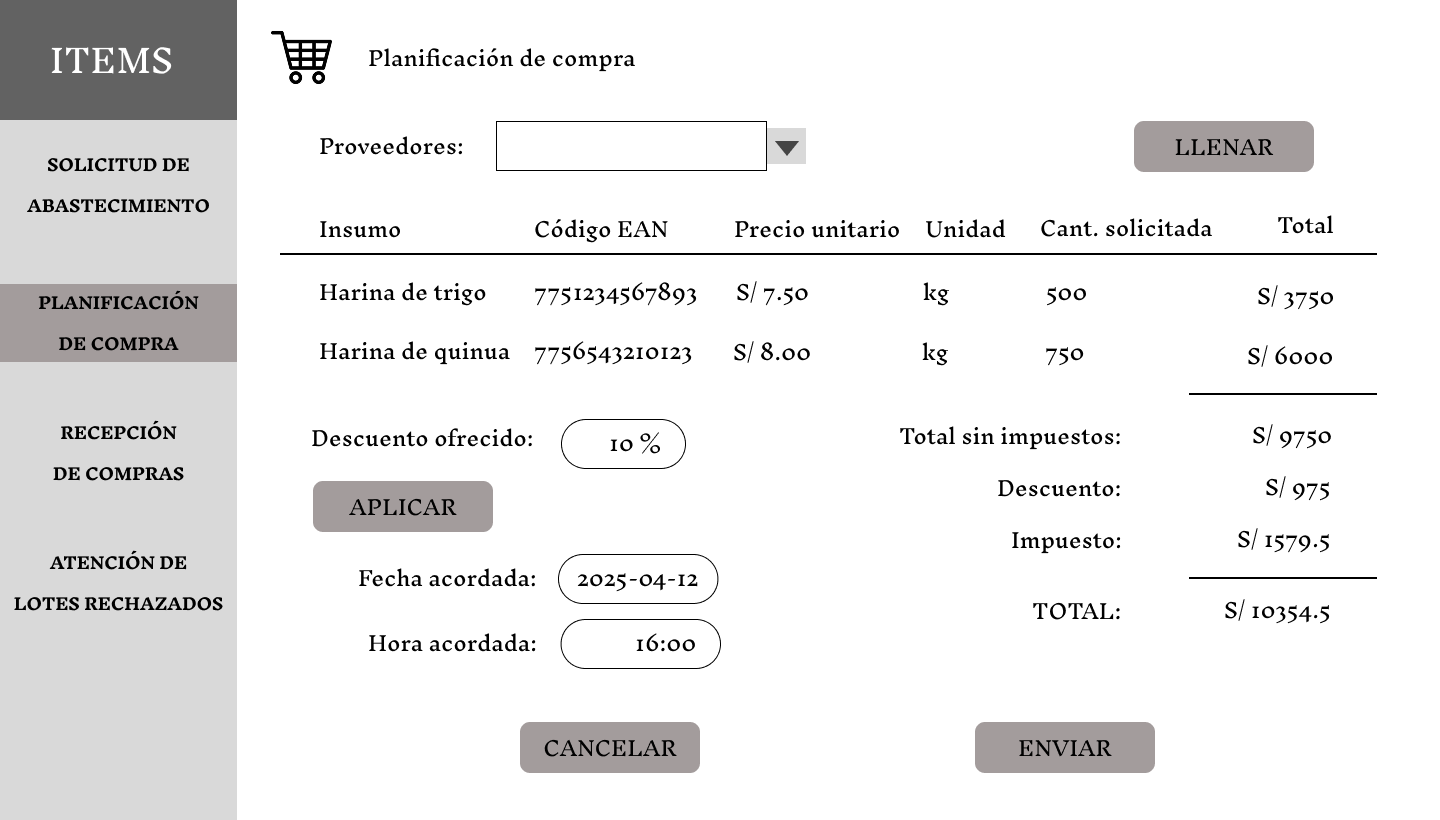 ITEMS
SOLICITUD DE
ABASTECIMIENTO
PLANIFICACIÓN
DE COMPRA
RECEPCIÓN
DE COMPRAS
ATENCIÓN DE
LOTES RECHAZADOS
Planificación de compra
Proveedores:
LLENAR
Insumo Código EAN Precio unitario Unidad Cant. solicitada Total
Harina de trigo 7751234567893 S/ 7.50 kg 500 S/ 3750
Harina de quinua 7756543210123 S/ 8.00 kg 750 S/ 6000
Descuento ofrecido: 10 %
APLICAR
Fecha acordada: 2025-04-12
Hora acordada: 16:00
Total sin impuestos: S/ 9750
Descuento: S/ 975
Impuesto: S/ 1579.5
TOTAL: S/ 10354.5
CANCELAR
ENVIAR